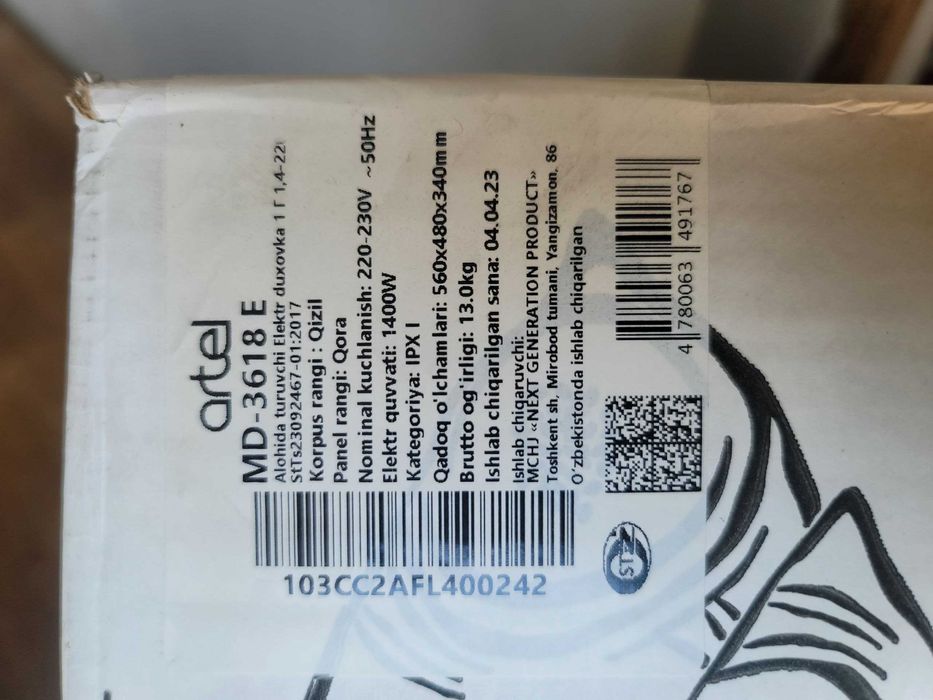 artel
MD-3618 E
Alohida turuvchi Elektr duxovka 1 Г 1,4-22
StTs23092467-01:2017
Korpus rangi : Qizil
Panel rangi: Qora
Nominal kuchlanish: 220-230V ~50Hz
Elektr quvvati: 1400W
Kategoriya: IPX I
Qadoq o'lchamlari: 560x480x340mm
Brutto og'irligi: 13.0kg
Ishlab chiqarilgan sana: 04.04.23
Ishlab chiqaruvchi:
MCHJ «NEXT GENERATION PRODUCT»
Toshkent sh, Mirobod tumani, Yangizamon, 86
O'zbekistonda ishlab chiqarilgan
103CC2AFL400242
4 780063 491767